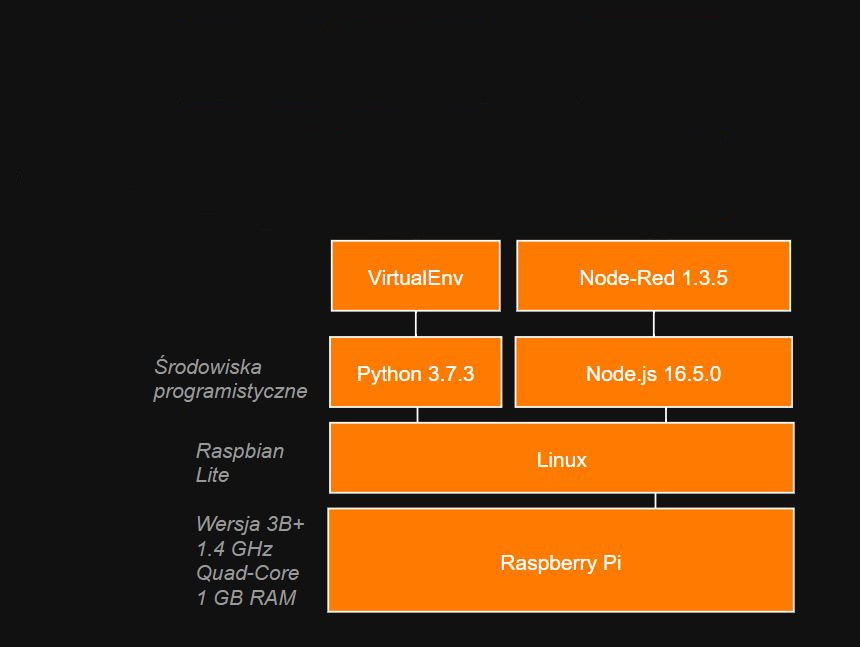 VirtualEnv
Node-Red 1.3.5
Środowiska
programistyczne
Python 3.7.3
Node.js 16.5.0
Raspbian
Lite
Linux
Wersja 3B+
1.4 GHz
Quad-Core
1 GB RAM
Raspberry Pi